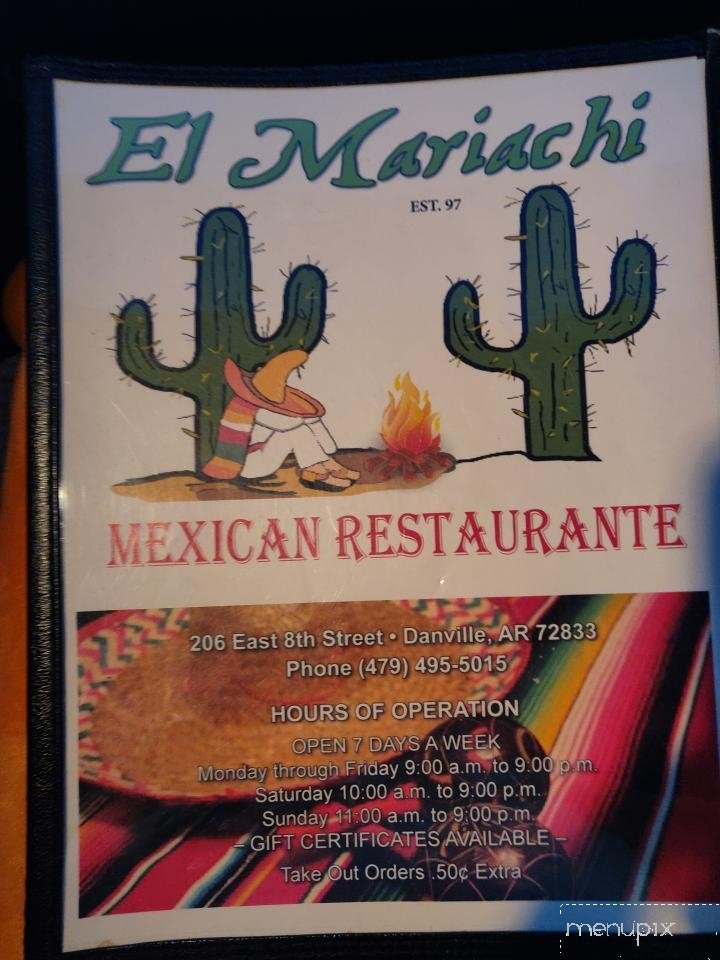 El Mariachi
EST. 97
MEXICAN RESTAURANTE
206 East 8th Street • Danville, AR 72833
Phone (479) 495-5015
HOURS OF OPERATION
OPEN 7 DAYS A WEEK
Monday through Friday 9:00 a.m. to 9:00 p.m.
Saturday 10:00 a.m. to 9:00 p.m.
Sunday 11:00 a.m. to 9:00 p.m.
– GIFT CERTIFICATES AVAILABLE –
Take Out Orders .50¢ Extra
menupix